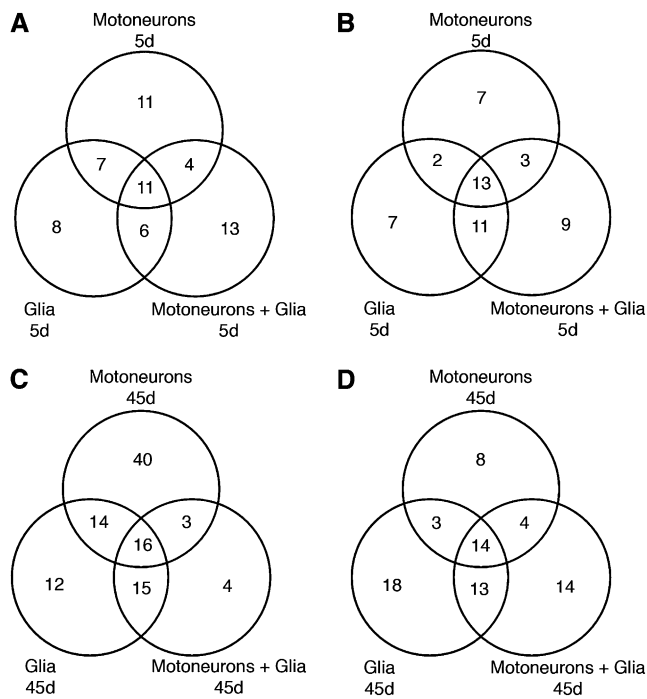 A
Motoneurons
5d
11
7
4
11
8
6
13
Glia
5d
Motoneurons + Glia
5d
B
Motoneurons
5d
7
2
3
13
7
11
9
Glia
5d
Motoneurons + Glia
5d
C
Motoneurons
45d
40
14
3
16
12
15
4
Glia
45d
Motoneurons + Glia
45d
D
Motoneurons
45d
8
3
4
14
18
13
14
Glia
45d
Motoneurons + Glia
45d